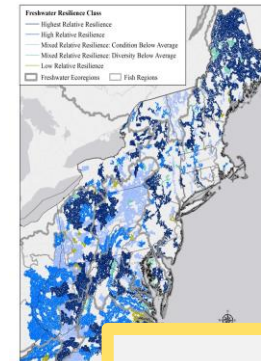 Freshwater Resilience Class
Highest Relative Resilience
High Relative Resilience
Mixed Relative Resilience: Condition Below Average
Mixed Relative Resilience: Diversity Below Average
Low Relative Resilience
Freshwater Ecoregions Fish Regions